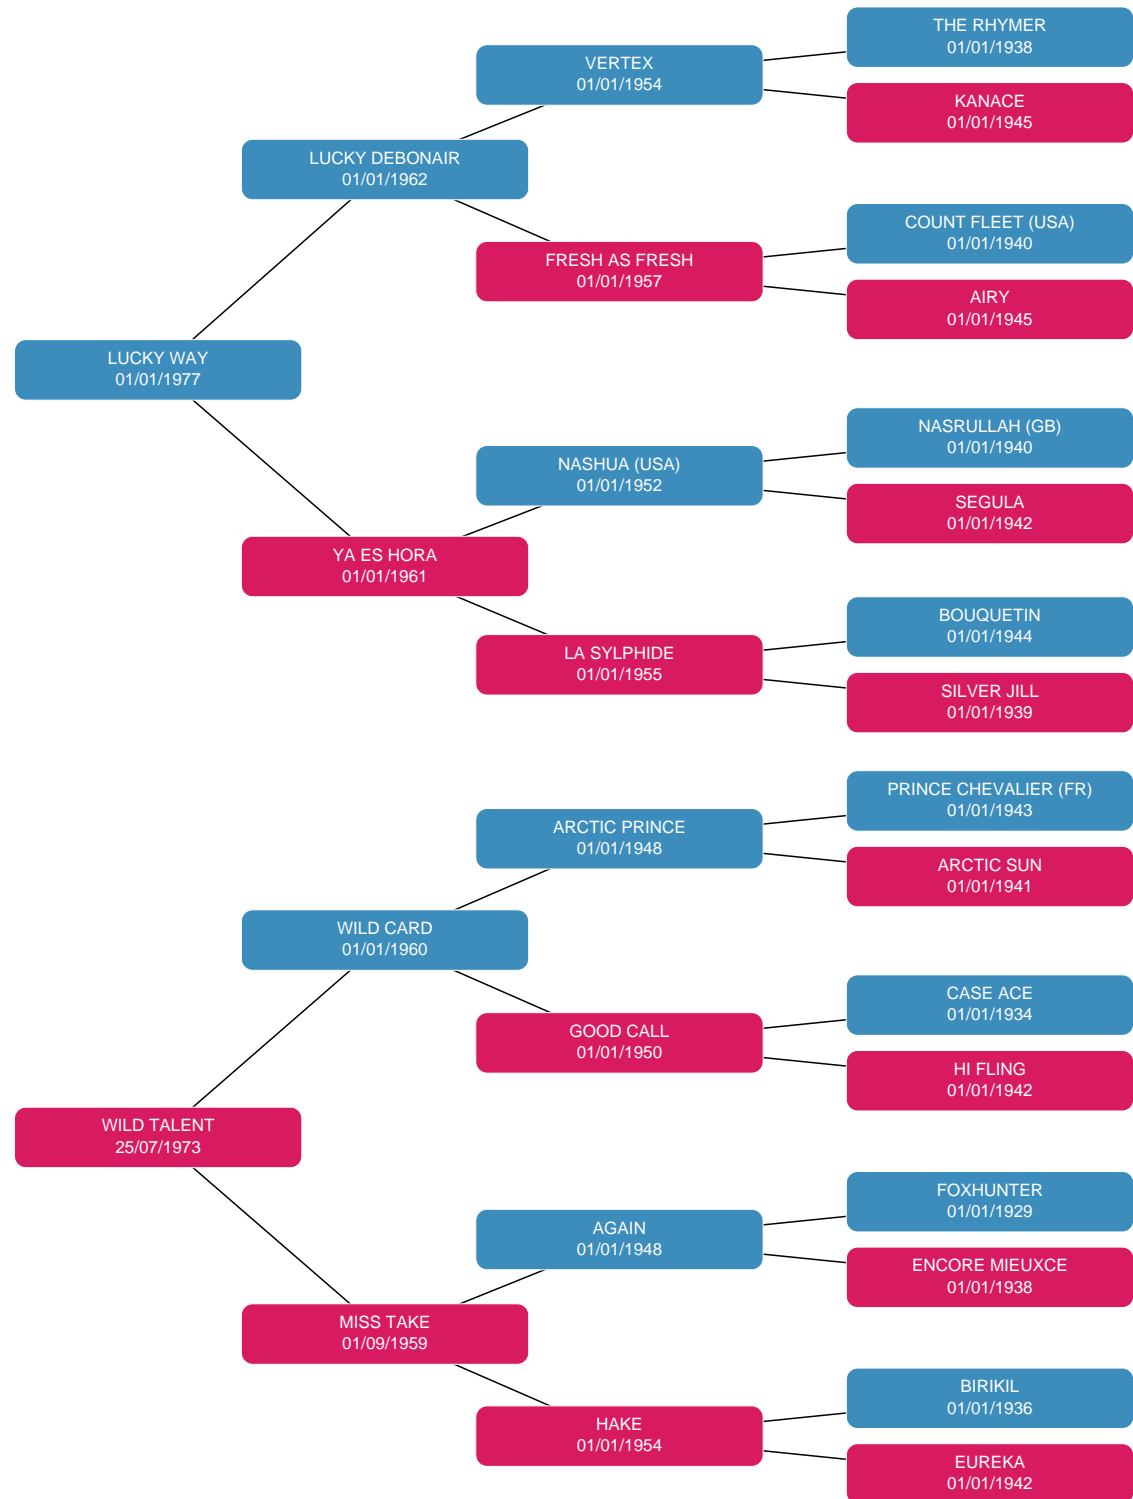 THE RHYMER
01/01/1938
VERTEX
01/01/1954
KANACE
01/01/1945
LUCKY DEBONAIR
01/01/1962
COUNT FLEET (USA)
01/01/1940
FRESH AS FRESH
01/01/1957
AIRY
01/01/1945
LUCKY WAY
01/01/1977
NASRULLAH (GB)
01/01/1940
NASHUA (USA)
01/01/1952
SEGULA
01/01/1942
YA ES HORA
01/01/1961
BOUQUETIN
01/01/1944
LA SYLPHIDE
01/01/1955
SILVER JILL
01/01/1939
PRINCE CHEVALIER (FR)
01/01/1943
ARCTIC PRINCE
01/01/1948
ARCTIC SUN
01/01/1941
WILD CARD
01/01/1960
CASE ACE
01/01/1934
GOOD CALL
01/01/1950
HI FLING
01/01/1942
WILD TALENT
25/07/1973
FOXHUNTER
01/01/1929
AGAIN
01/01/1948
ENCORE MIEUXCE
01/01/1938
MISS TAKE
01/09/1959
BIRIKIL
01/01/1936
HAKE
01/01/1954
EUREKA
01/01/1942